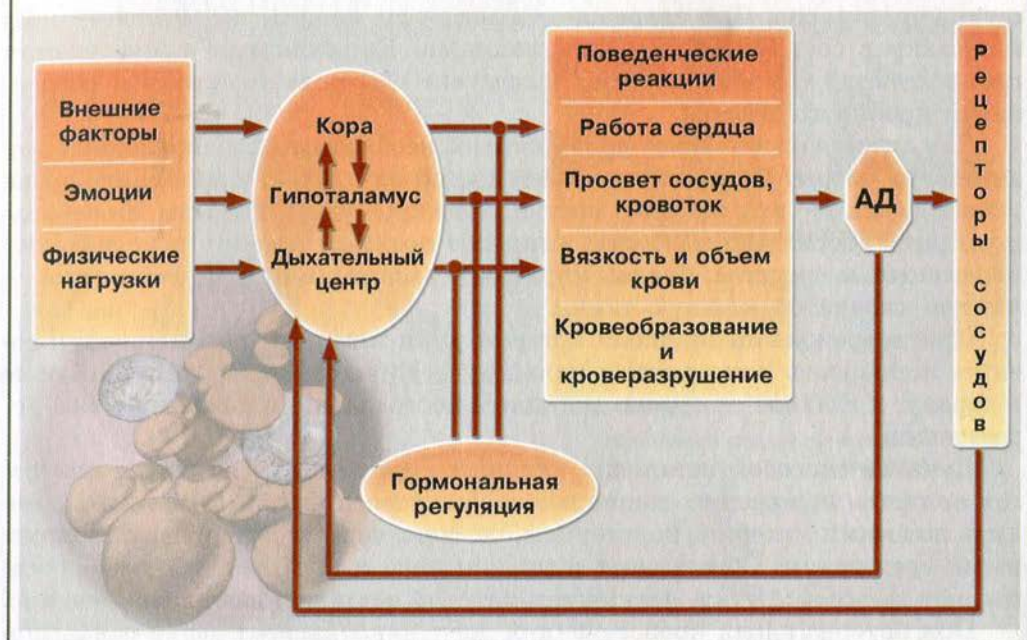 Внешние
факторы
Эмоции
Физические
нагрузки
Кора
Гипоталамус
Дыхательный
центр
Поведенческие
реакции
Работа сердца
Просвет сосудов,
кровоток
Вязкость и объем
крови
Кровеобразование
и
кроверазрушение
АД
Рецепторы сосудов
Гормональная
регуляция